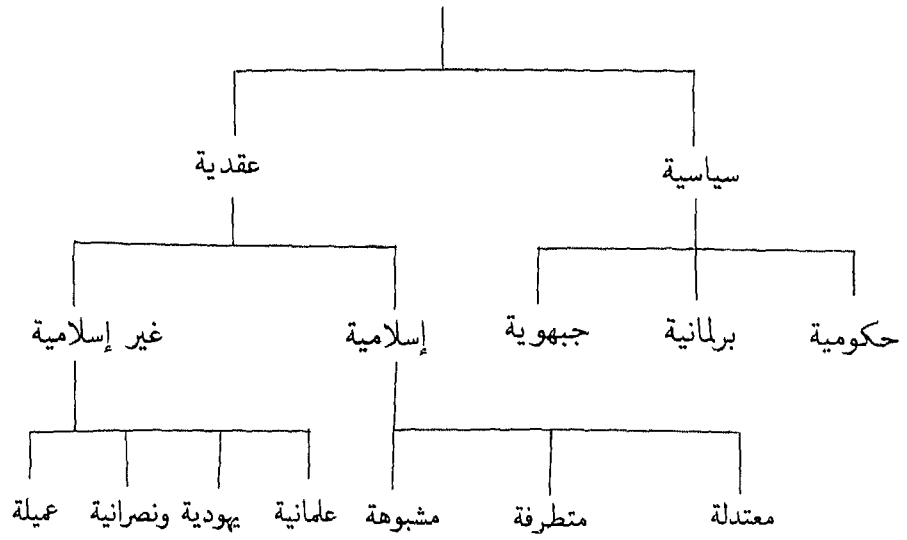 سياسية عقدية
حكومية برلمانية جبهوية إسلامية غير إسلامية
معتدلة متطرفة مشبوهة علمانية يهودية ونصرانية عميلة